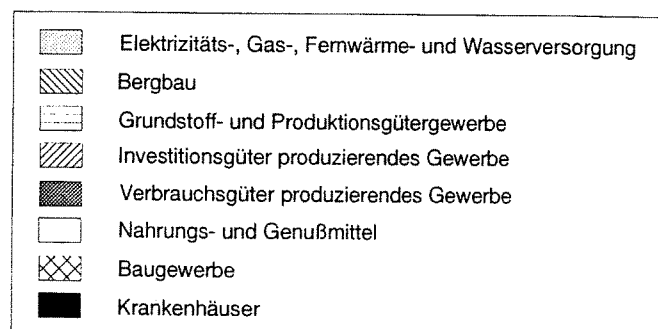 Elektrizitäts-, Gas-, Fernwärme- und Wasserversorgung
Bergbau
Grundstoff- und Produktionsgütergewerbe
Investitionsgüter produzierendes Gewerbe
Verbrauchsgüter produzierendes Gewerbe
Nahrungs- und Genußmittel
Baugewerbe
Krankenhäuser